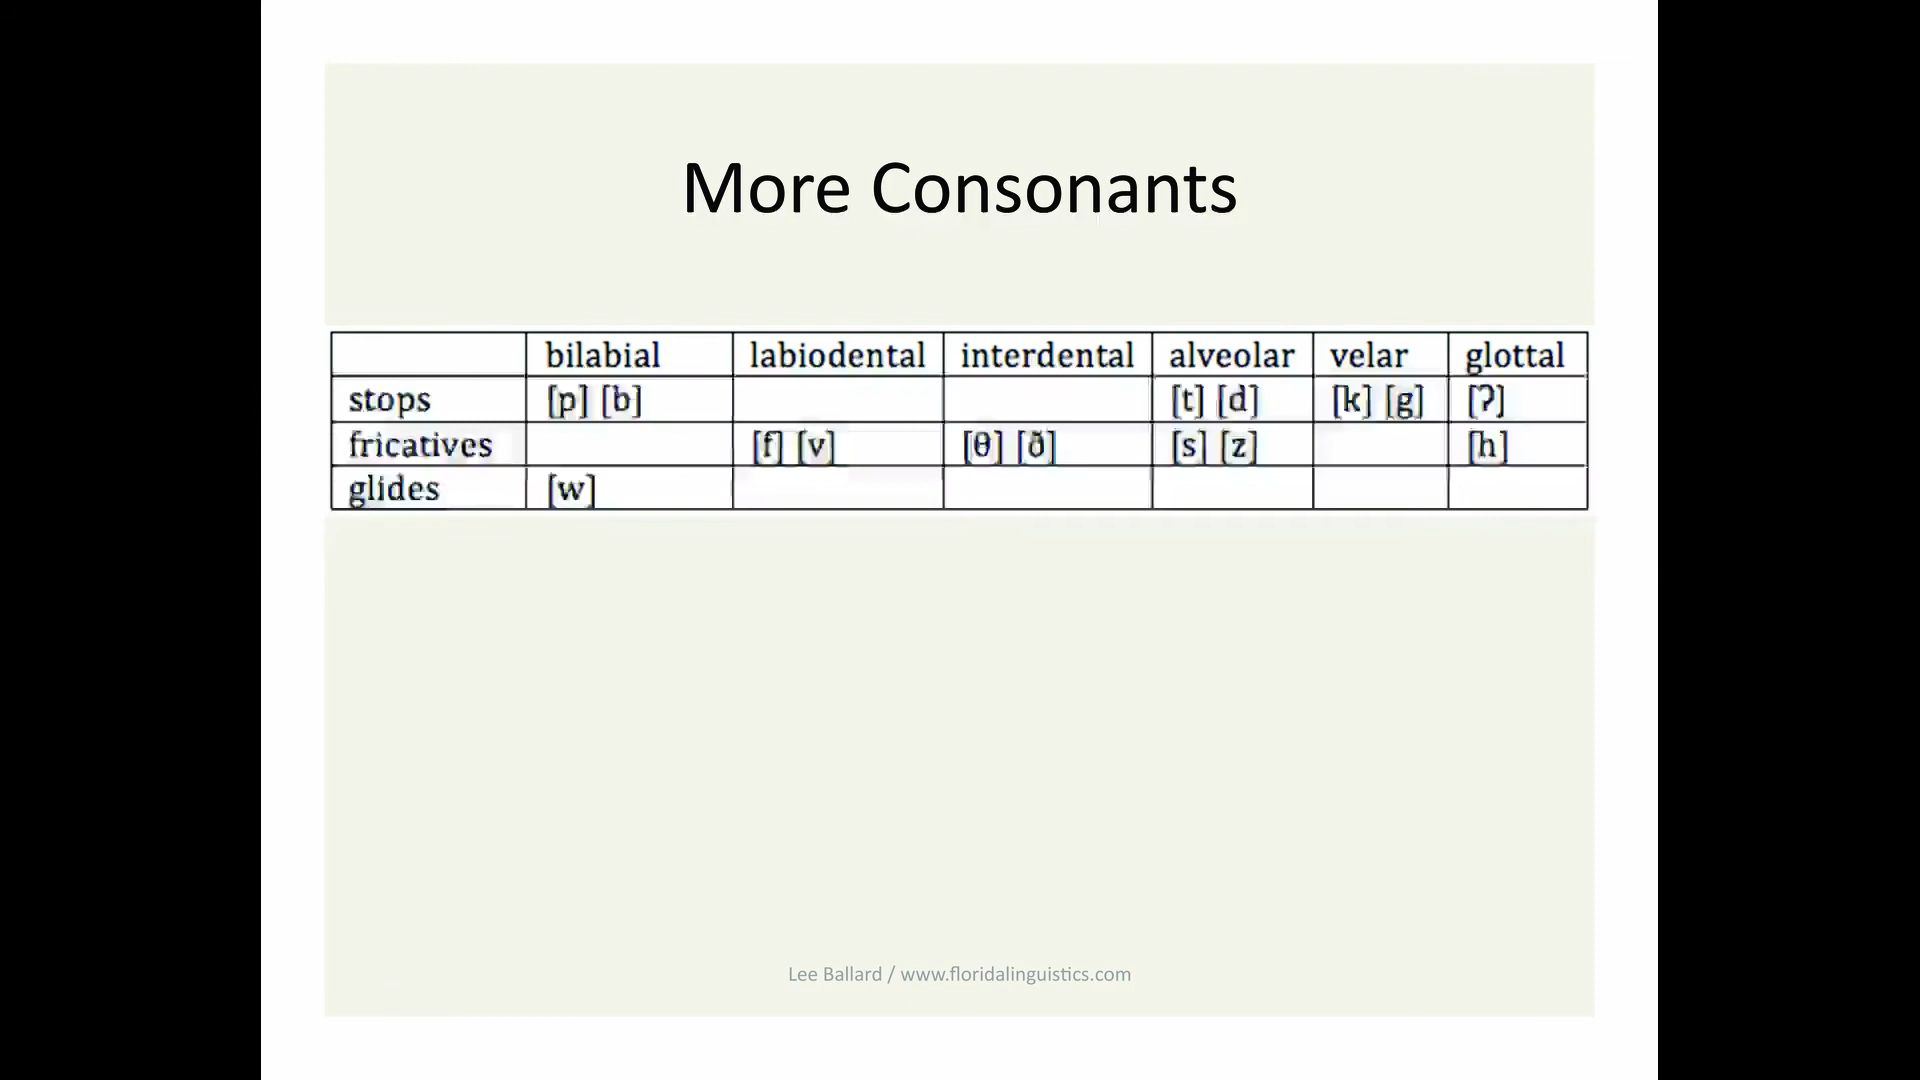 More Consonants
bilabial labiodental interdental alveolar velar glottal
stops [p] [b] [t] [d] [k] [g] [ʔ]
fricatives [f] [v] [θ] [ð] [s] [z] [h]
glides [w]
Lee Ballard / www.floridalinguistics.com